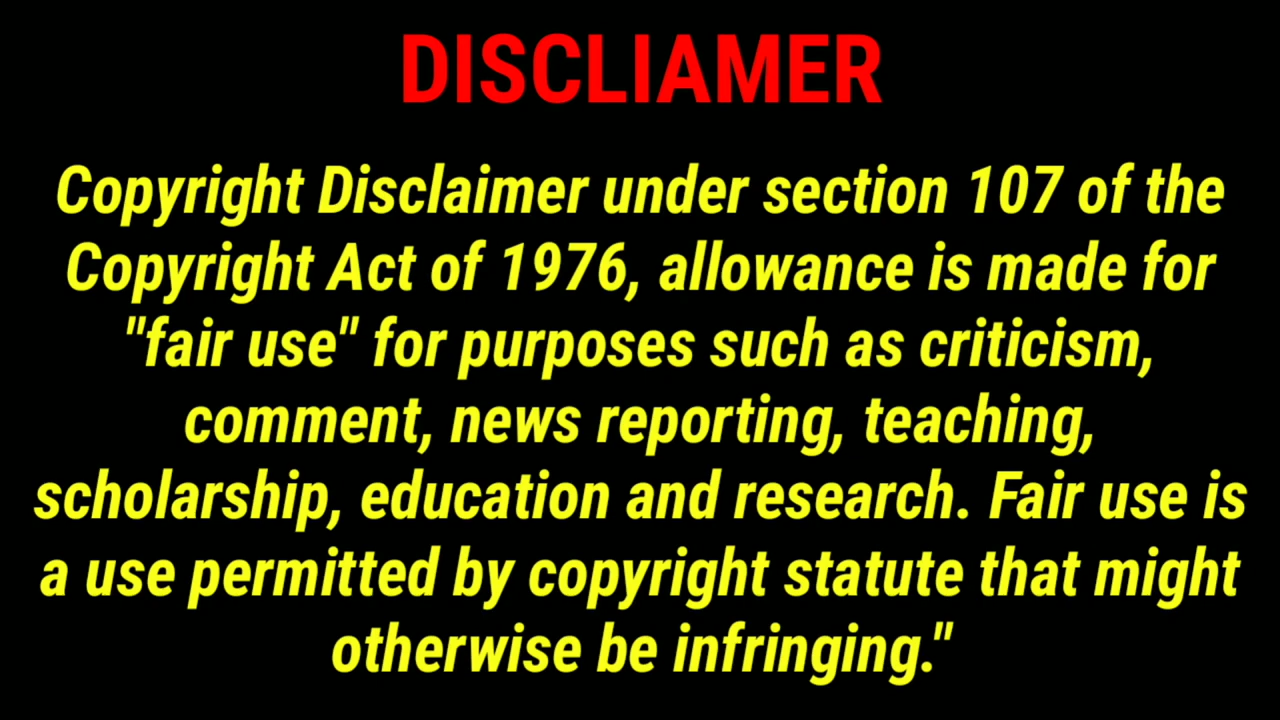 DISCLIAMER
Copyright Disclaimer under section 107 of the
Copyright Act of 1976, allowance is made for
"fair use" for purposes such as criticism,
comment, news reporting, teaching,
scholarship, education and research. Fair use is
a use permitted by copyright statute that might
otherwise be infringing."